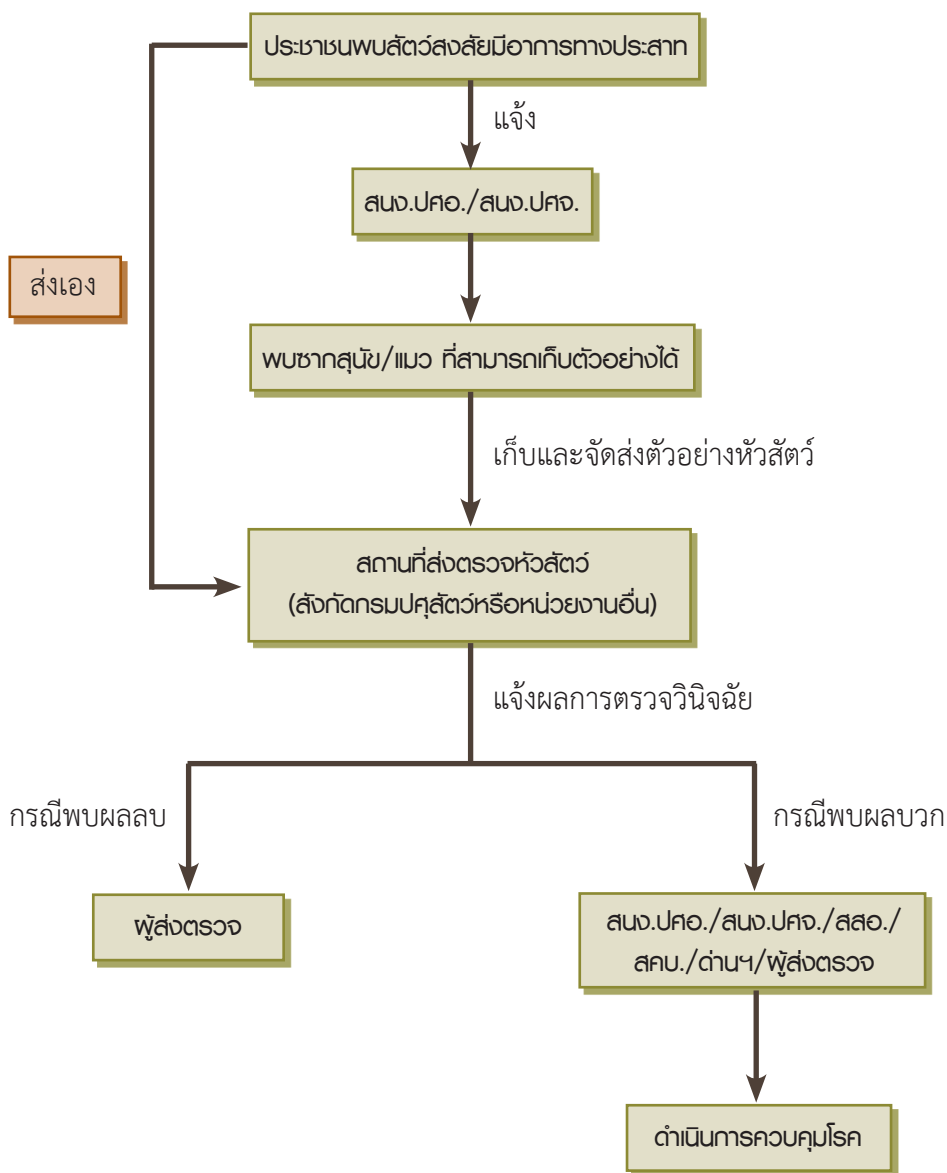 ประชาชนพบสัตว์สงสัยมีอาการทางประสาท
แจ้ง
สนง.ปศอ./สนง.ปศจ.
ส่งเอง
พบซากสุนัข/แมว ที่สามารถเก็บตัวอย่างได้
เก็บและจัดส่งตัวอย่างหัวสัตว์
สถานที่ส่งตรวจหัวสัตว์
(สังกัดกรมปศุสัตว์หรือหน่วยงานอื่น)
แจ้งผลการตรวจวินิจฉัย
กรณีพบผลลบ
กรณีพบผลบวก
ผู้ส่งตรวจ
สนง.ปศอ./สนง.ปศจ./สสอ./
สคบ./ด่านฯ/ผู้ส่งตรวจ
ดำเนินการควบคุมโรค